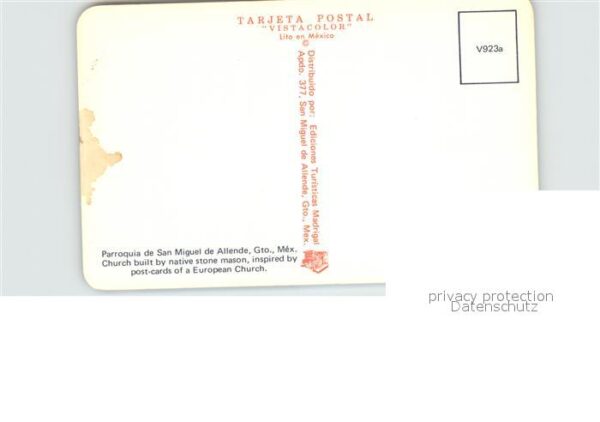 TARJETA POSTAL
"VISTACOLOR"
Lito en México
V923a
© Distribuido por: Ediciones Turísticas Madrigal
Apdo. 377, San Miguel de Allende, Gto., Mex.
Parroquia de San Miguel de Allende, Gto., Méx.
Church built by native stone mason, inspired by
post-cards of a European Church.
privacy protection
Datenschutz